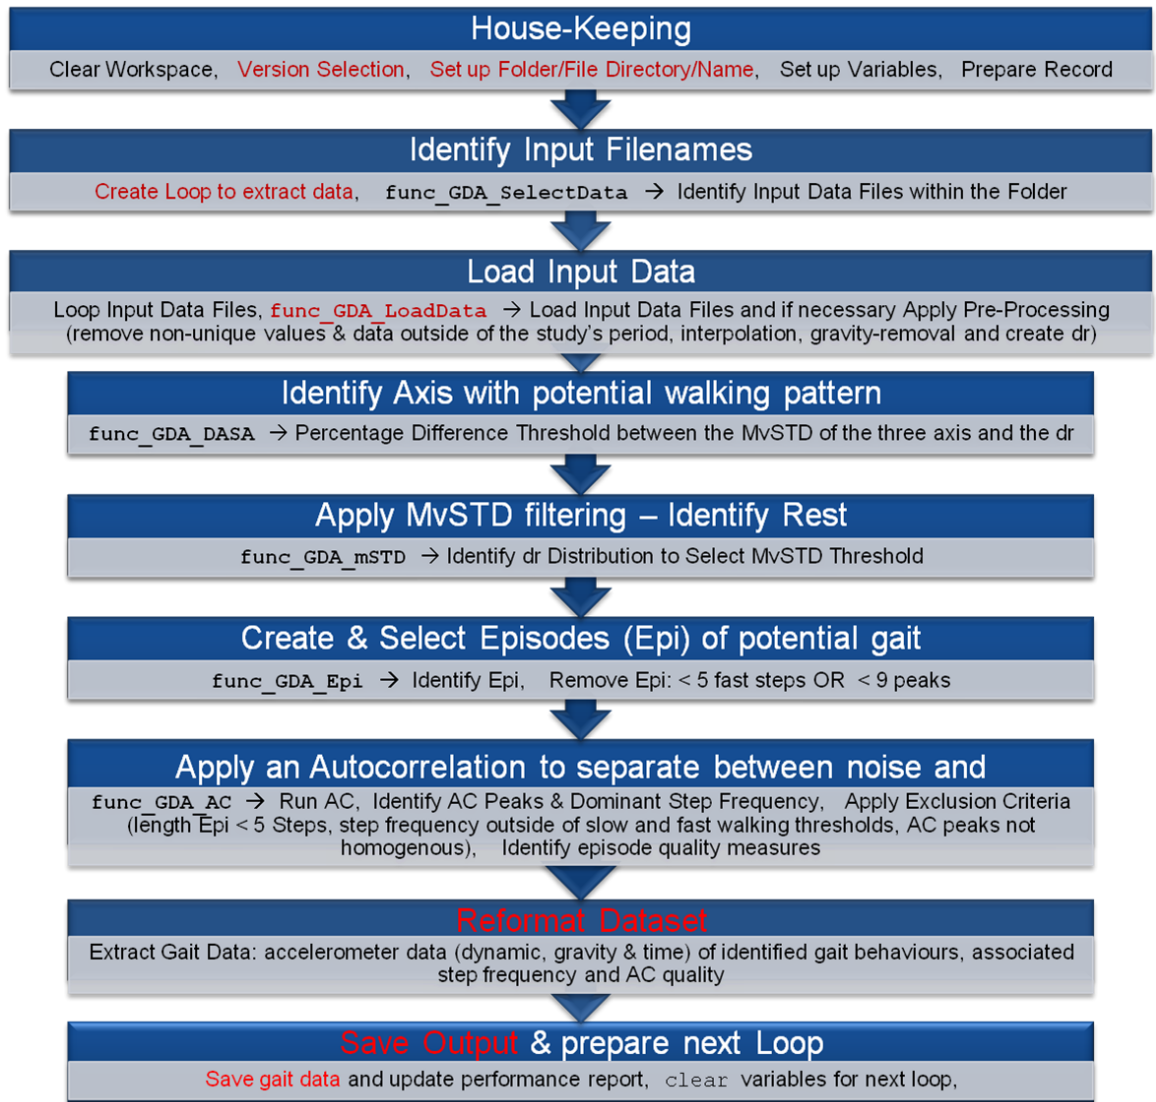 House-Keeping
Clear Workspace, Version Selection, Set up Folder/File Directory/Name, Set up Variables, Prepare Record
Identify Input Filenames
Create Loop to extract data, func_GDA_SelectData → Identify Input Data Files within the Folder
Load Input Data
Loop Input Data Files, func_GDA_LoadData → Load Input Data Files and if necessary Apply Pre-Processing
(remove non-unique values & data outside of the study's period, interpolation, gravity-removal and create dr)
Identify Axis with potential walking pattern
func_GDA_DASA → Percentage Difference Threshold between the MvSTD of the three axis and the dr
Apply MvSTD filtering – Identify Rest
func_GDA_mSTD → Identify dr Distribution to Select MvSTD Threshold
Create & Select Episodes (Epi) of potential gait
func_GDA_Epi → Identify Epi, Remove Epi: < 5 fast steps OR < 9 peaks
Apply an Autocorrelation to separate between noise and
func_GDA_AC → Run AC, Identify AC Peaks & Dominant Step Frequency, Apply Exclusion Criteria
(length Epi < 5 Steps, step frequency outside of slow and fast walking thresholds, AC peaks not
homogenous), Identify episode quality measures
Reformat Dataset
Extract Gait Data: accelerometer data (dynamic, gravity & time) of identified gait behaviours, associated
step frequency and AC quality
Save Output & prepare next Loop
Save gait data and update performance report, clear variables for next loop,